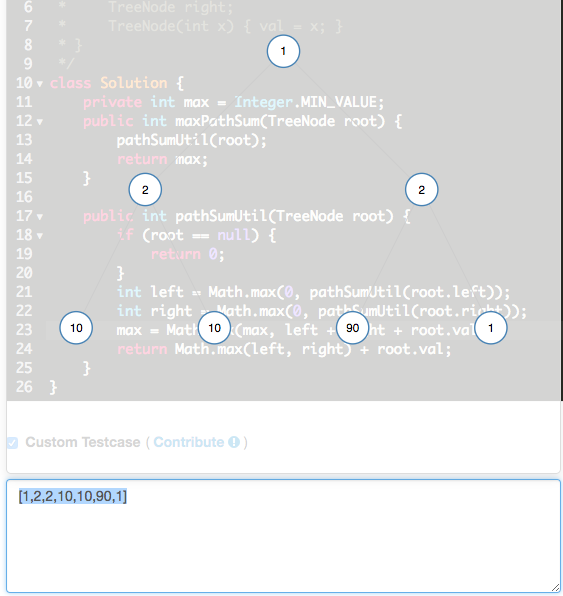 6 *     TreeNode right;
7 *     TreeNode(int x) { val = x; }
8 * }
9 */
10 class Solution {
11     private int max = Integer.MIN_VALUE;
12     public int maxPathSum(TreeNode root) {
13         pathSumUtil(root);
14         return max;
15     }
16
17     public int pathSumUtil(TreeNode root) {
18         if (root == null) {
19             return 0;
20         }
21         int left = Math.max(0, pathSumUtil(root.left));
22         int right = Math.max(0, pathSumUtil(root.right));
23         max = Math (max, left + + root.
24         return Math.max(left, right) + root.val;
25     }
26 }
1
2 2
10 10 90 1
Custom Testcase ( Contribute )
[1,2,2,10,10,90,1]